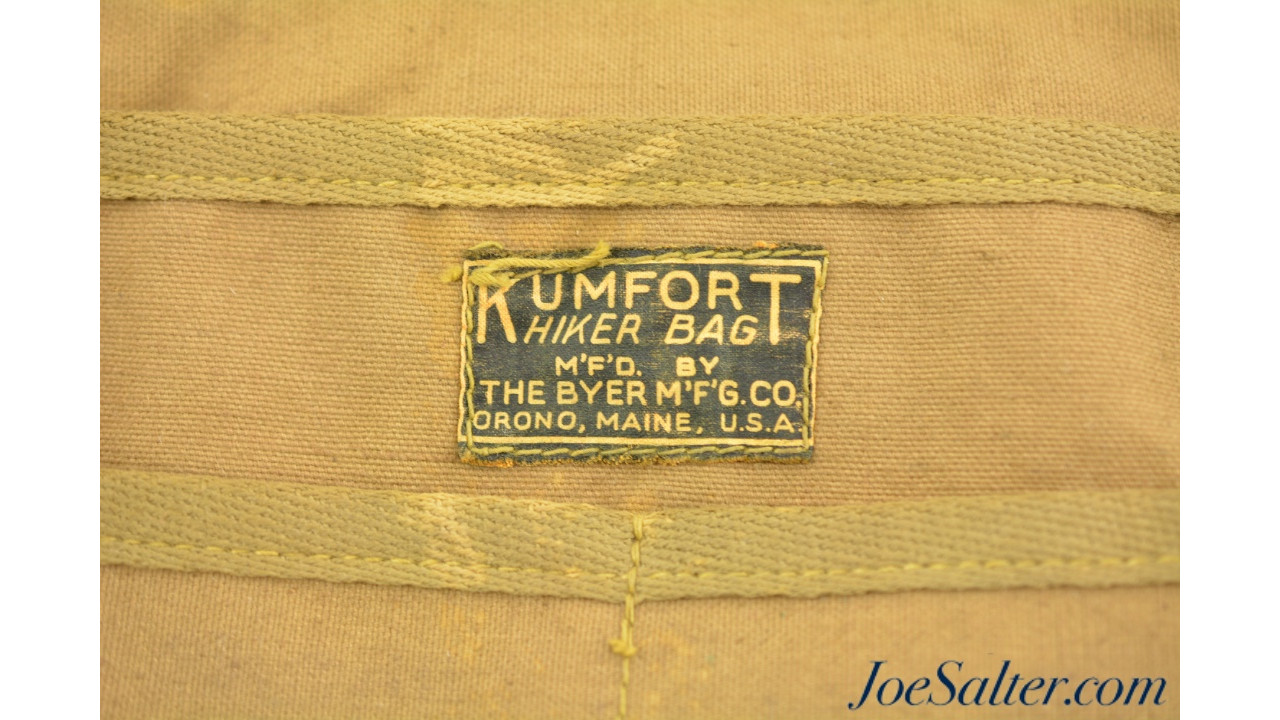 KUMFORT
HIKER BAG
M'F'D. BY
THE BYER M'F'G. CO.
ORONO, MAINE, U.S.A.
JoeSalter.com